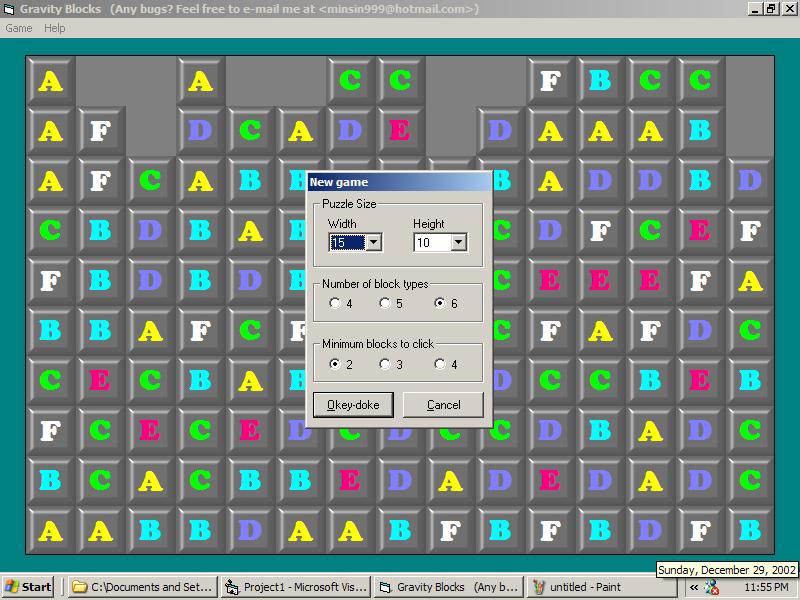 Gravity Blocks (Any bugs? Feel free to e-mail me at <minsin999@hotmail.com>)
Game Help
A A C C F B C C
A F D C A D E D A A A B
A F C A B B B A D D B D
C B D B A B C D F C E F
F B D B D B C E E E F A
B B A F C F C F A F D C
C E C B A B D C C B E B
F C E C E D C D C C D B A D C
B C A C B B E D A D E D A D C
A A B B D A A B F B F B D F B
New game
Puzzle Size
Width Height
15 10
Number of block types
4 5 6
Minimum blocks to click
2 3 4
Okey-doke Cancel
Sunday, December 29, 2002
Start C:\Documents and Set... Project1 - Microsoft Vis... Gravity Blocks (Any b... untitled - Paint « 11:55 PM